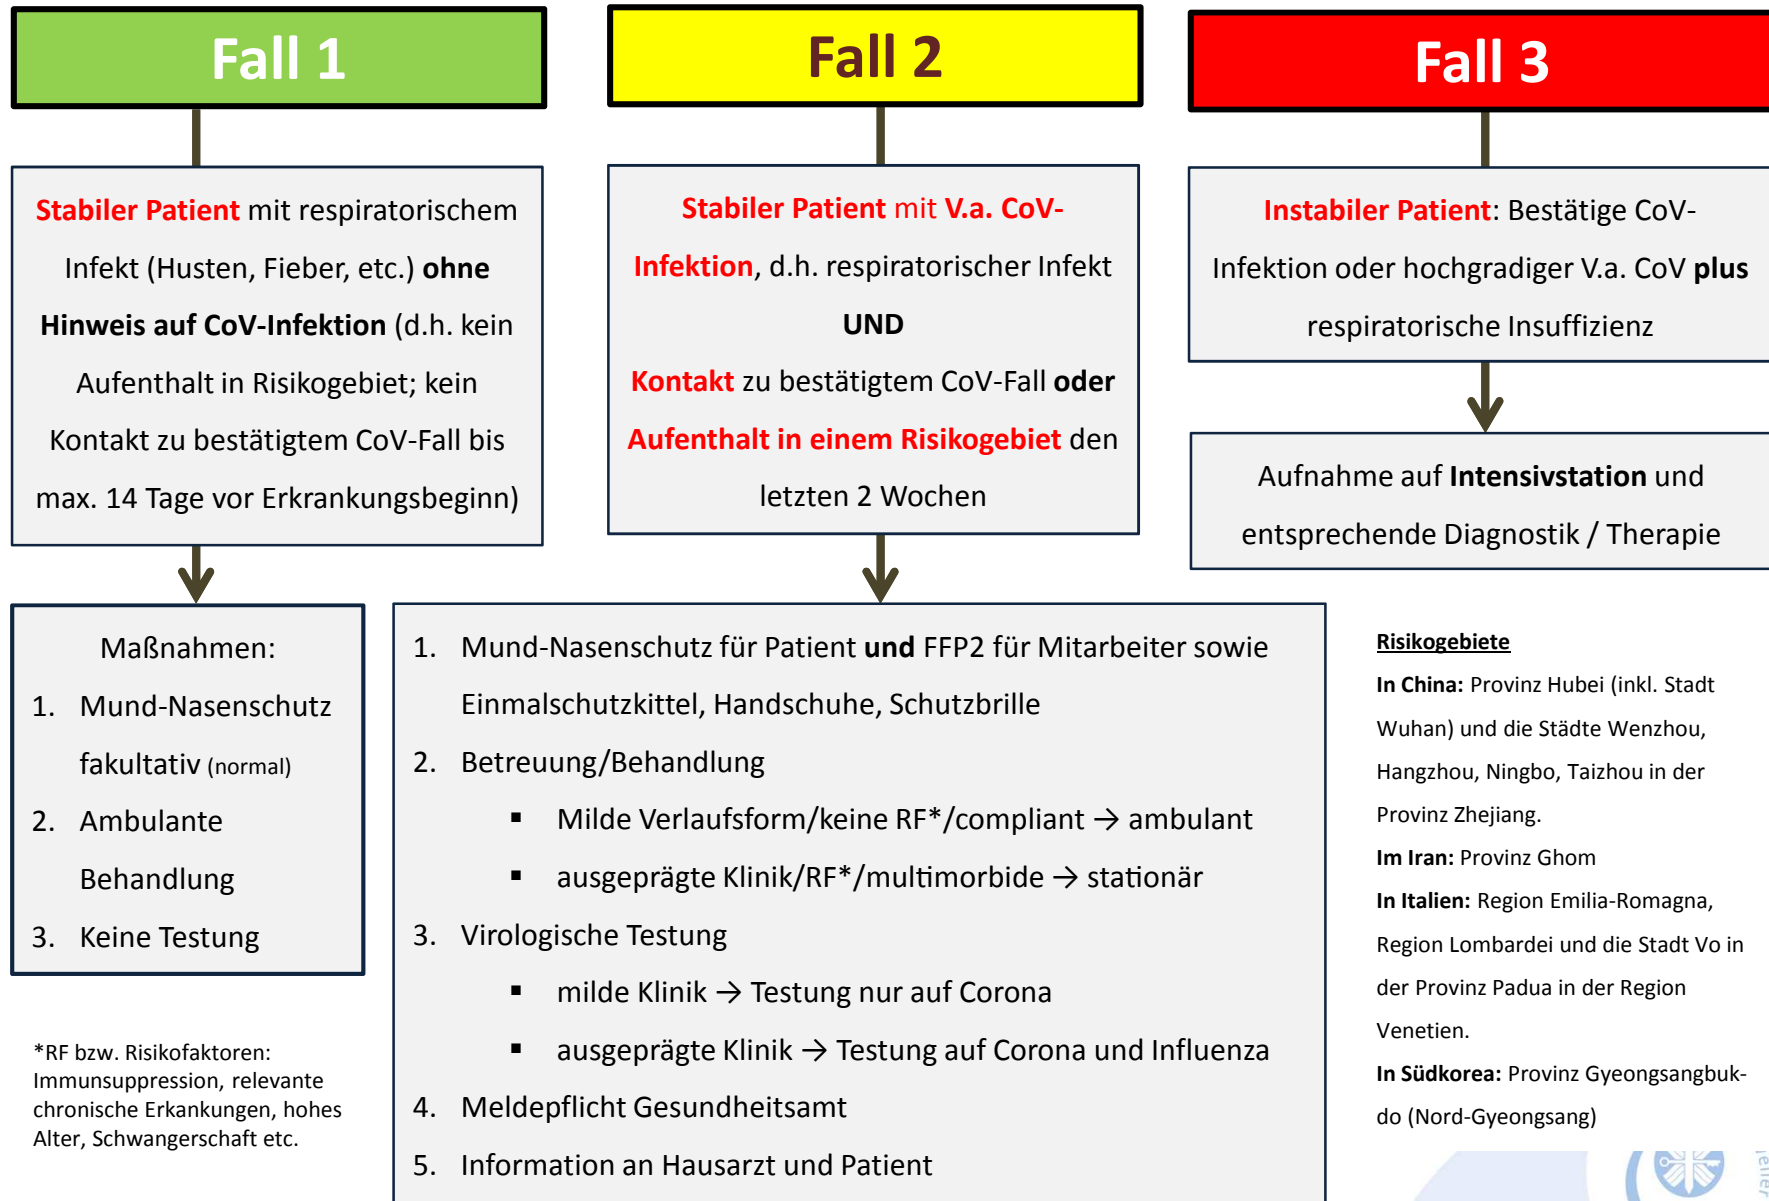 Fall 1
Stabiler Patient mit respiratorischem
Infekt (Husten, Fieber, etc.) ohne
Hinweis auf CoV-Infektion (d.h. kein
Aufenthalt in Risikogebiet; kein
Kontakt zu bestätigtem CoV-Fall bis
max. 14 Tage vor Erkrankungsbeginn)
Maßnahmen:
1. Mund-Nasenschutz
fakultativ (normal)
2. Ambulante
Behandlung
3. Keine Testung
*RF bzw. Risikofaktoren:
Immunsuppression, relevante
chronische Erkankungen, hohes
Alter, Schwangerschaft etc.
Fall 2
Stabiler Patient mit V.a. CoV-
Infektion, d.h. respiratorischer Infekt
UND
Kontakt zu bestätigtem CoV-Fall oder
Aufenthalt in einem Risikogebiet den
letzten 2 Wochen
1. Mund-Nasenschutz für Patient und FFP2 für Mitarbeiter sowie
Einmalschutzkittel, Handschuhe, Schutzbrille
2. Betreuung/Behandlung
▪ Milde Verlaufsform/keine RF*/compliant → ambulant
▪ ausgeprägte Klinik/RF*/multimorbide → stationär
3. Virologische Testung
▪ milde Klinik → Testung nur auf Corona
▪ ausgeprägte Klinik → Testung auf Corona und Influenza
4. Meldepflicht Gesundheitsamt
5. Information an Hausarzt und Patient
Fall 3
Instabiler Patient: Bestätige CoV-
Infektion oder hochgradiger V.a. CoV plus
respiratorische Insuffizienz
Aufnahme auf Intensivstation und
entsprechende Diagnostik / Therapie
Risikogebiete
In China: Provinz Hubei (inkl. Stadt
Wuhan) und die Städte Wenzhou,
Hangzhou, Ningbo, Taizhou in der
Provinz Zhejiang.
Im Iran: Provinz Ghom
In Italien: Region Emilia-Romagna,
Region Lombardei und die Stadt Vo in
der Provinz Padua in der Region
Venetien.
In Südkorea: Provinz Gyeongsangbuk-
do (Nord-Gyeongsang)